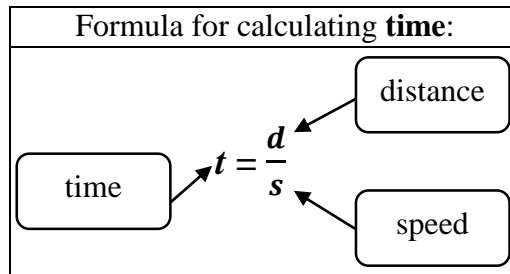 Formula for calculating time:
distance
t = d/s
time
speed